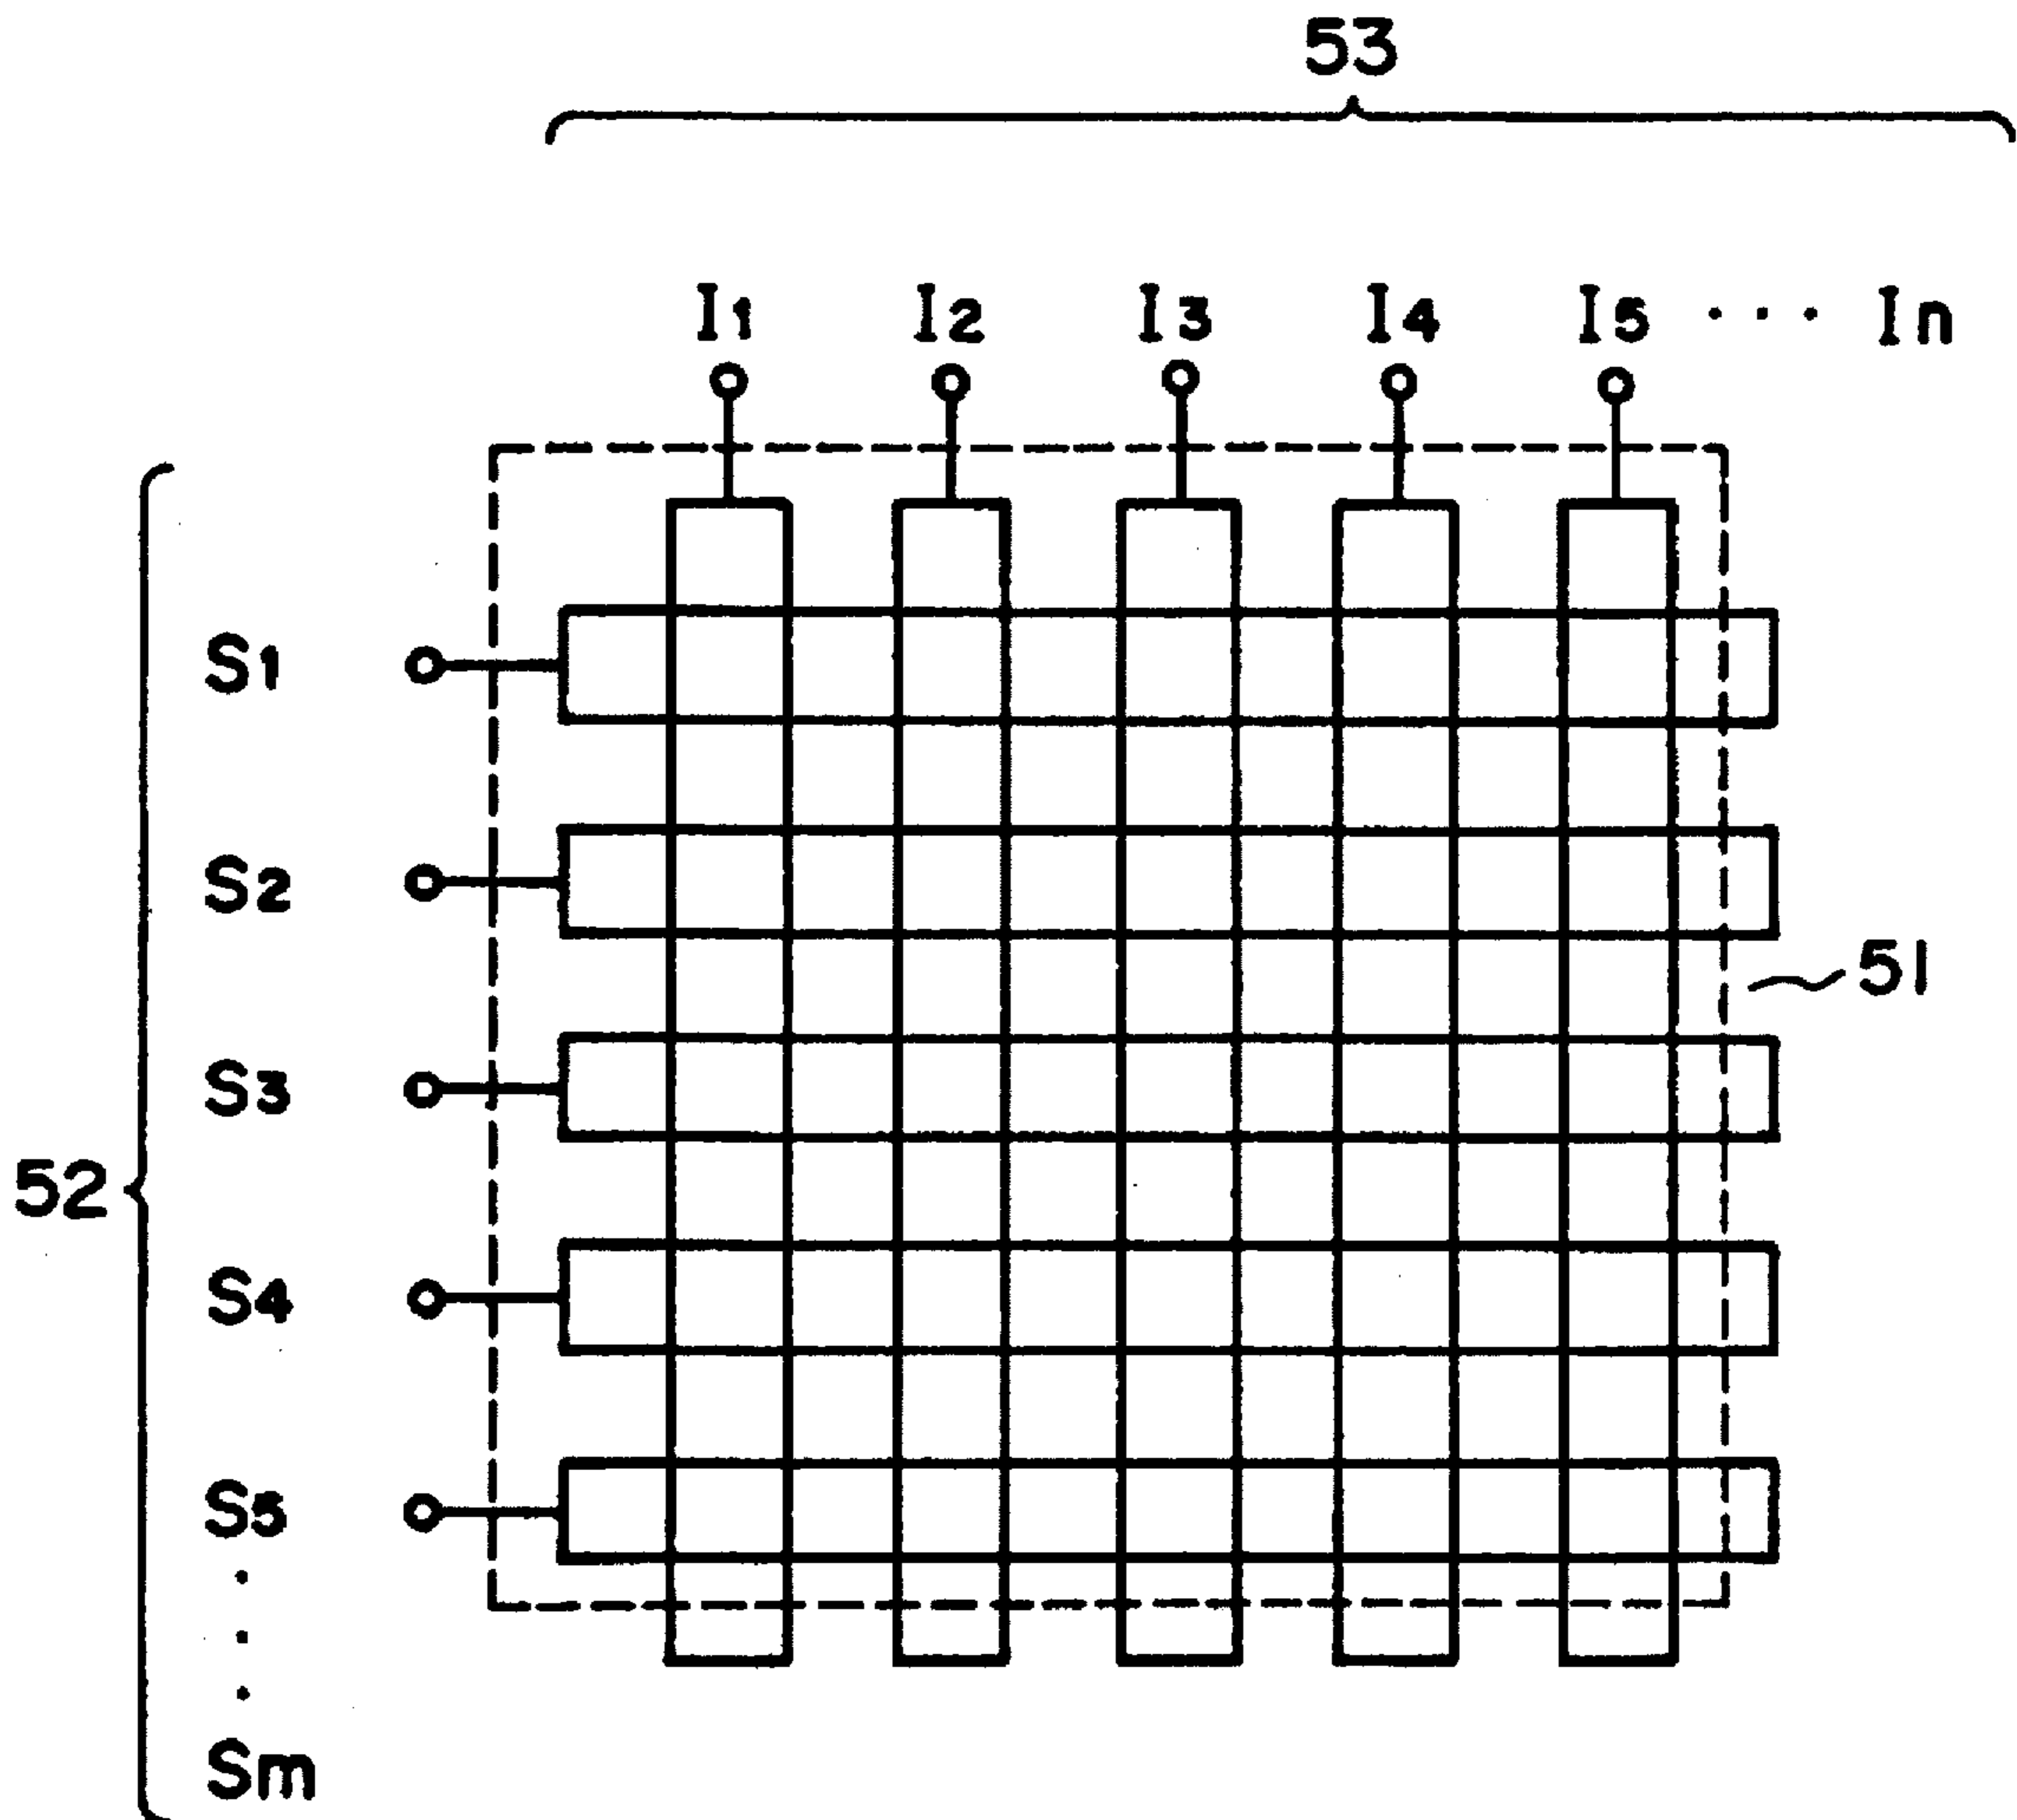 53
I1 I2 I3 I4 I5 ... In
S1
S2
51
S3
52
S4
S5
.
.
.
Sm